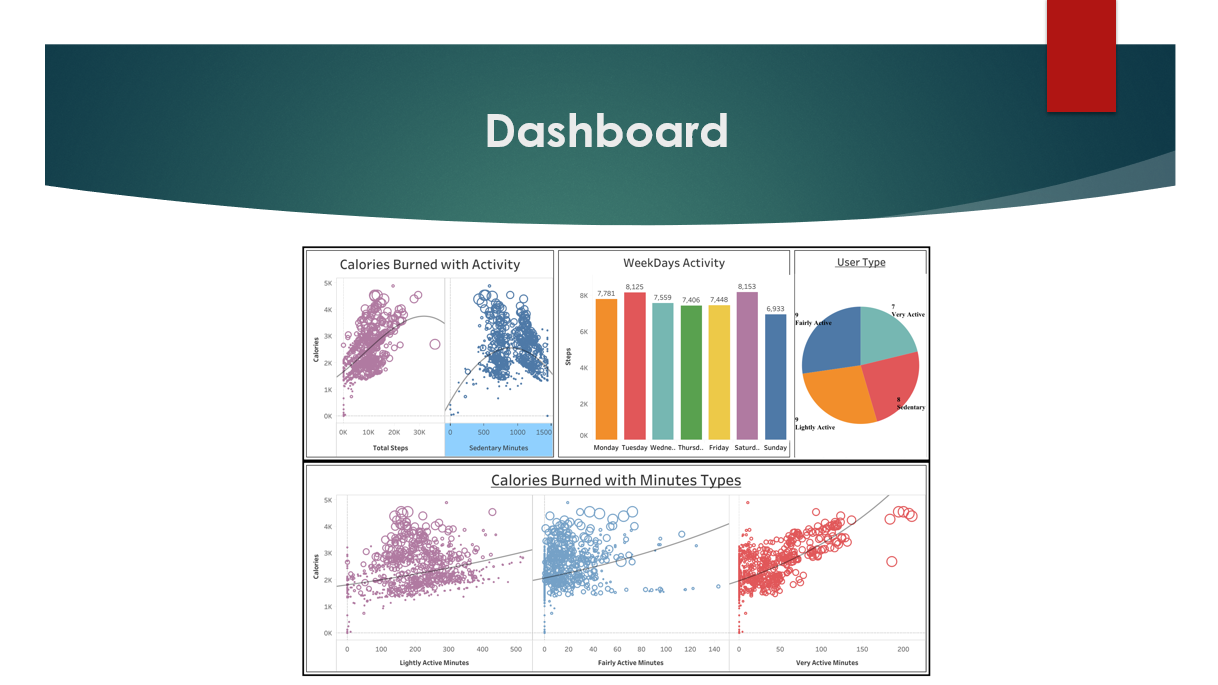 Dashboard
Calories Burned with Activity
Calories
5K
4K
3K
2K
1K
0K
0K 10K 20K 30K
0 500 1000 1500
Total Steps
Sedentary Minutes
WeekDays Activity
Steps
8K
6K
4K
2K
0K
7,781
8,125
7,559
7,406
7,448
8,153
6,933
Monday Tuesday Wedne.. Thursd.. Friday Saturd.. Sunday
User Type
7
Very Active
9
Fairly Active
8
Sedentary
9
Lightly Active
Calories Burned with Minutes Types
Calories
5K
4K
3K
2K
1K
0K
0 100 200 300 400 500
0 20 40 60 80 100 120 140
0 50 100 150 200
Lightly Active Minutes
Fairly Active Minutes
Very Active Minutes